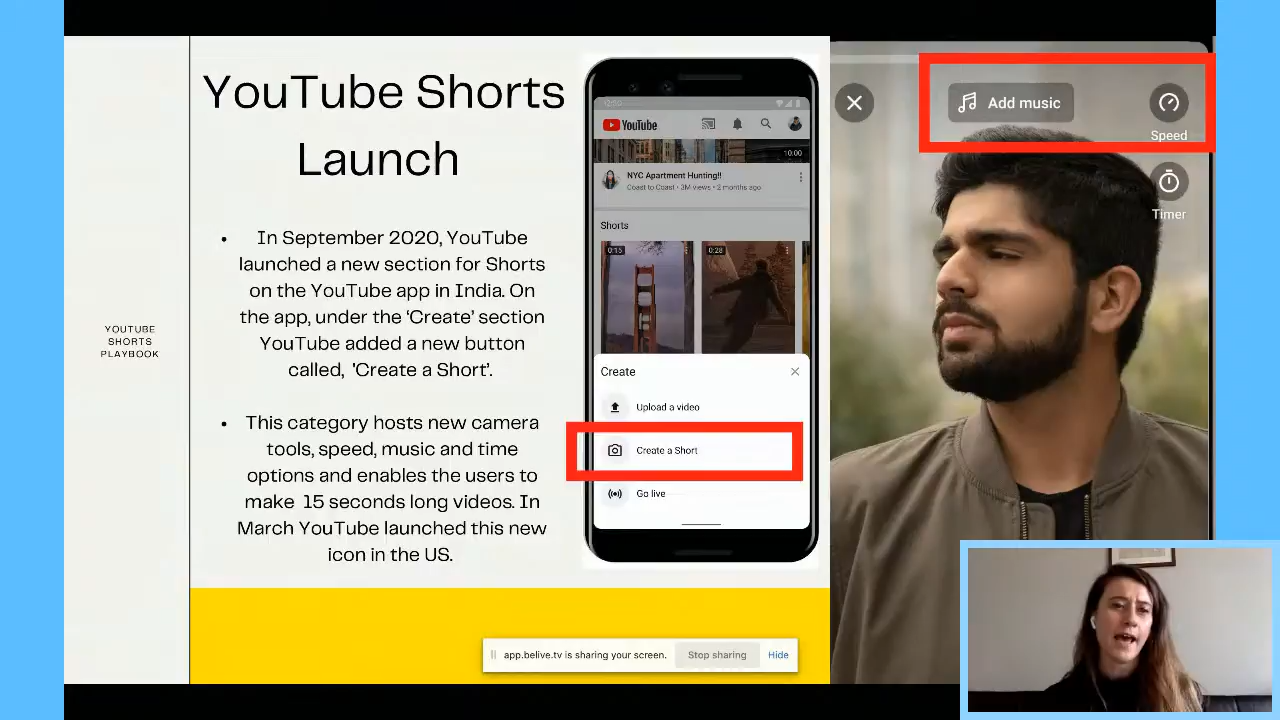 YouTube Shorts
Launch
• In September 2020, YouTube
launched a new section for Shorts
on the YouTube app in India. On
the app, under the ‘Create’ section
YouTube added a new button
called, 'Create a Short’.
• This category hosts new camera
tools, speed, music and time
options and enables the users to
make 15 seconds long videos. In
March YouTube launched this new
icon in the US.
YOUTUBE
SHORTS
PLAYBOOK
YouTube
10:00
NYC Apartment Hunting!!
Coast to Coast • 3M views • 2 months ago
Shorts
0:15
0:28
Create
Upload a video
Create a Short
Go live
Add music
Speed
Timer
app.belive.tv is sharing your screen.
Stop sharing
Hide